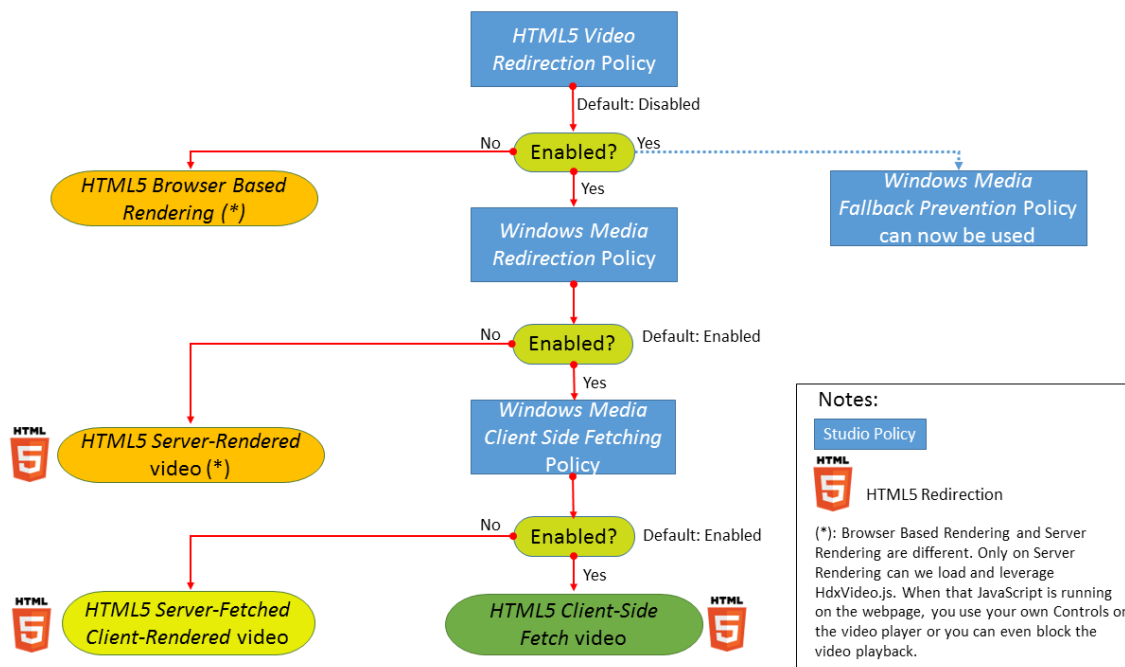 HTML5 Video
Redirection Policy
Default: Disabled
No
Enabled?
Yes
HTML5 Browser Based
Rendering (*)
Yes
Windows Media
Fallback Prevention Policy
can now be used
Windows Media
Redirection Policy
No
Enabled?
Default: Enabled
Yes
HTML
5
HTML5 Server-Rendered
video (*)
Windows Media
Client Side Fetching
Policy
No
Enabled?
Default: Enabled
Yes
HTML
5
HTML5 Server-Fetched
Client-Rendered video
HTML5 Client-Side
Fetch video
HTML
5
Notes:
Studio Policy
HTML
5
HTML5 Redirection
(*): Browser Based Rendering and Server
Rendering are different. Only on Server
Rendering can we load and leverage
HdxVideo.js. When that JavaScript is running
on the webpage, you use your own Controls on
the video player or you can even block the
video playback.